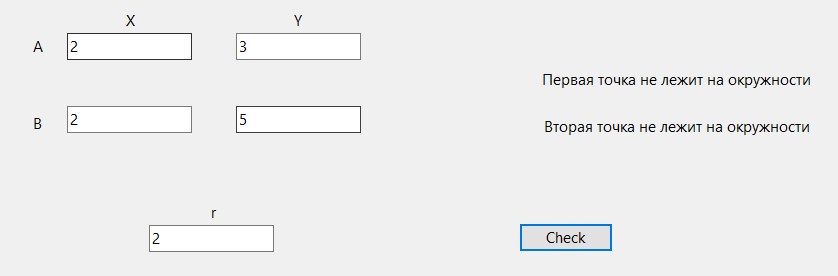 X Y
A 2 3
Первая точка не лежит на окружности
B 2 5
Вторая точка не лежит на окружности
r
2 Check